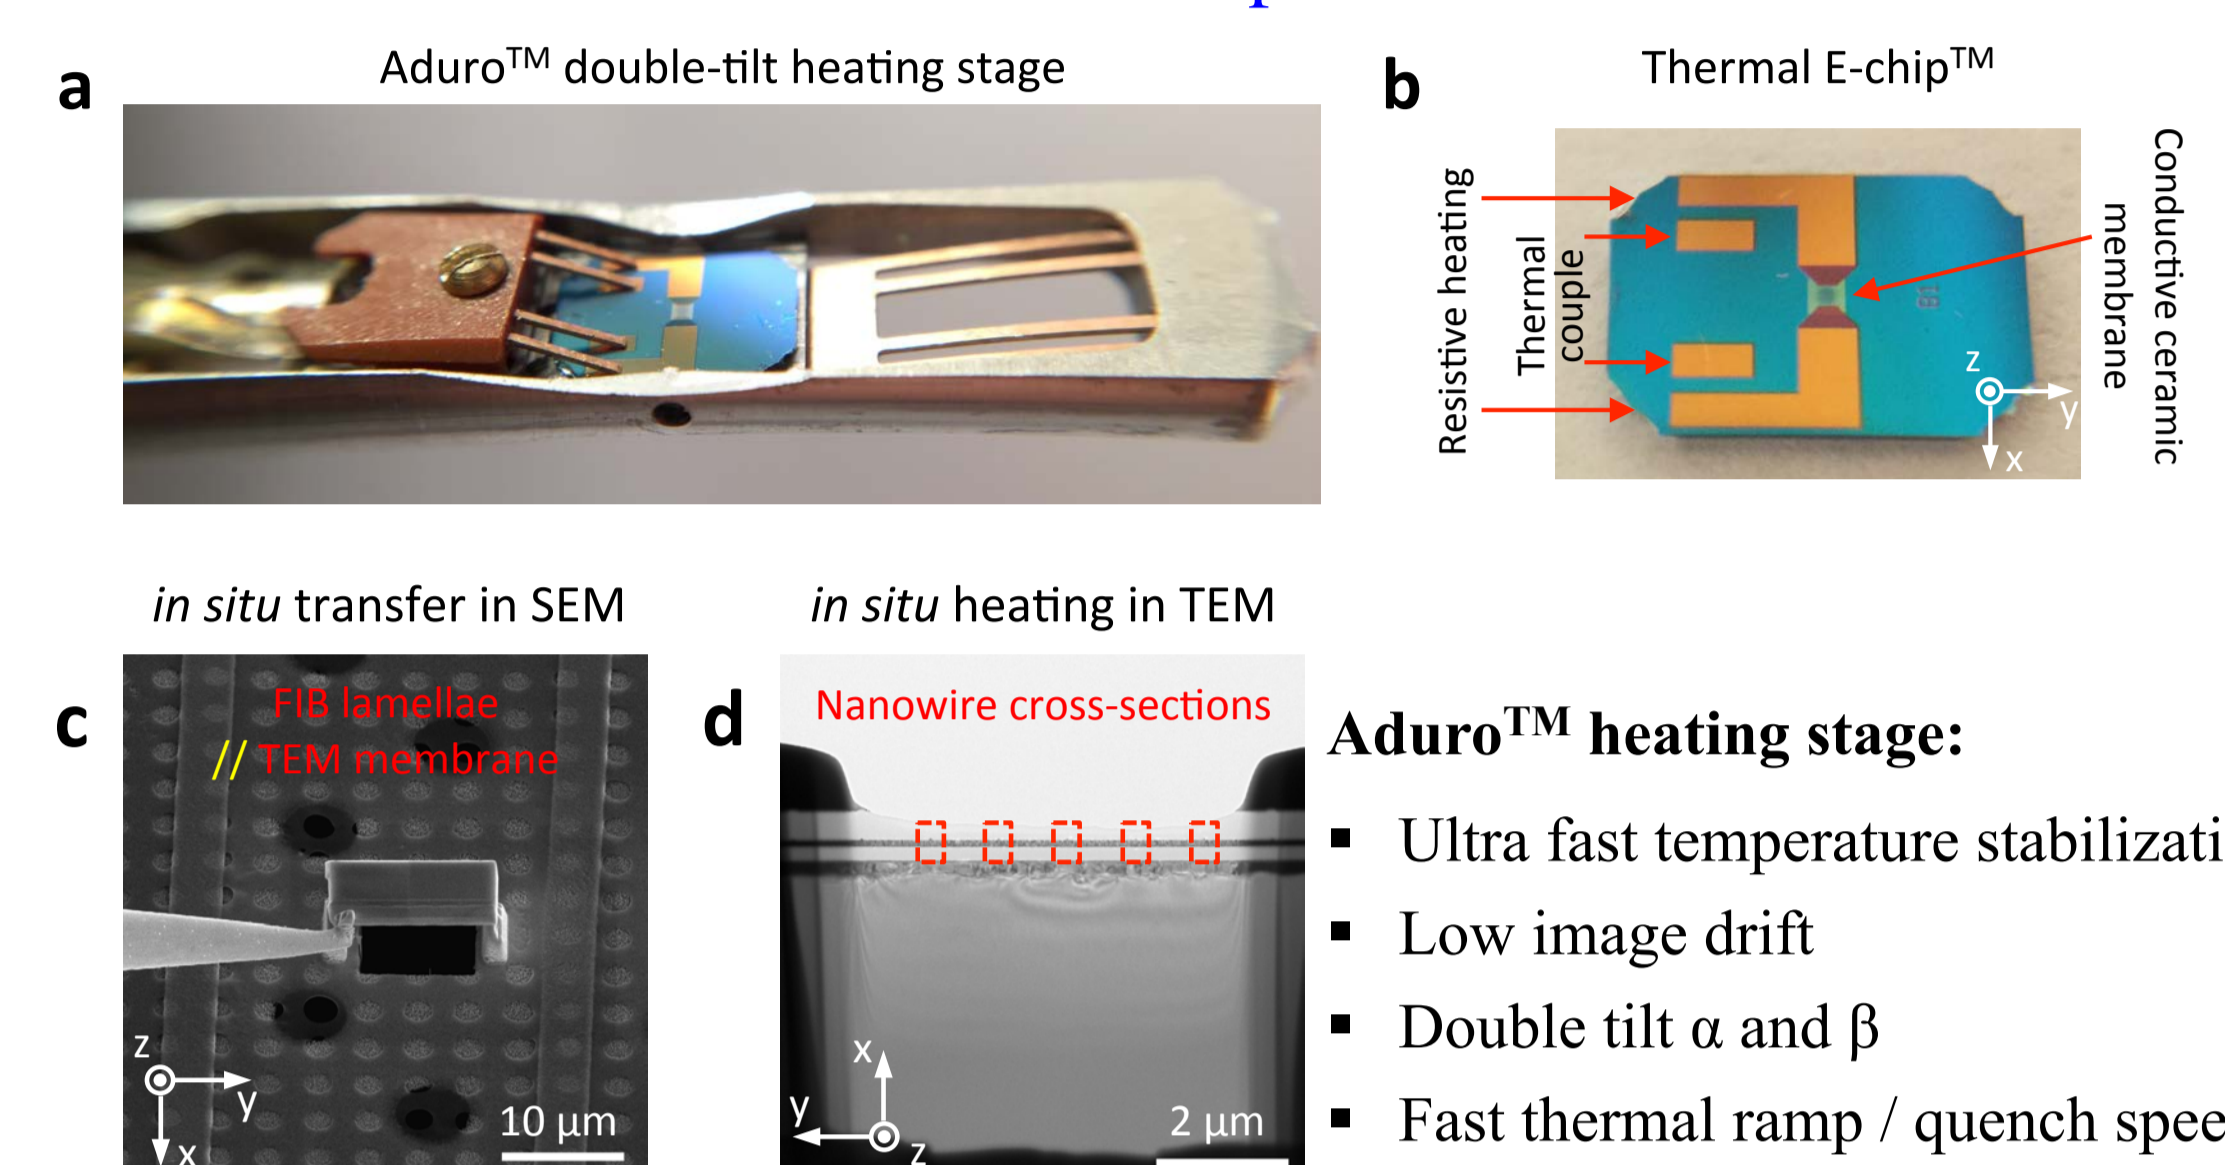 a
Aduro™ double-tilt heating stage
b
Thermal E-chip™
Resistive heating
Thermal
couple
Conductive ceramic
membrane
81
z
y
x
in situ transfer in SEM
c
FIB lamellae
// TEM membrane
z
y
x
10 μm
in situ heating in TEM
d
Nanowire cross-sections
x
y
z
2 μm
Aduro™ heating stage:
▪ Ultra fast temperature stabilizati
▪ Low image drift
▪ Double tilt α and β
▪ Fast thermal ramp / quench spee